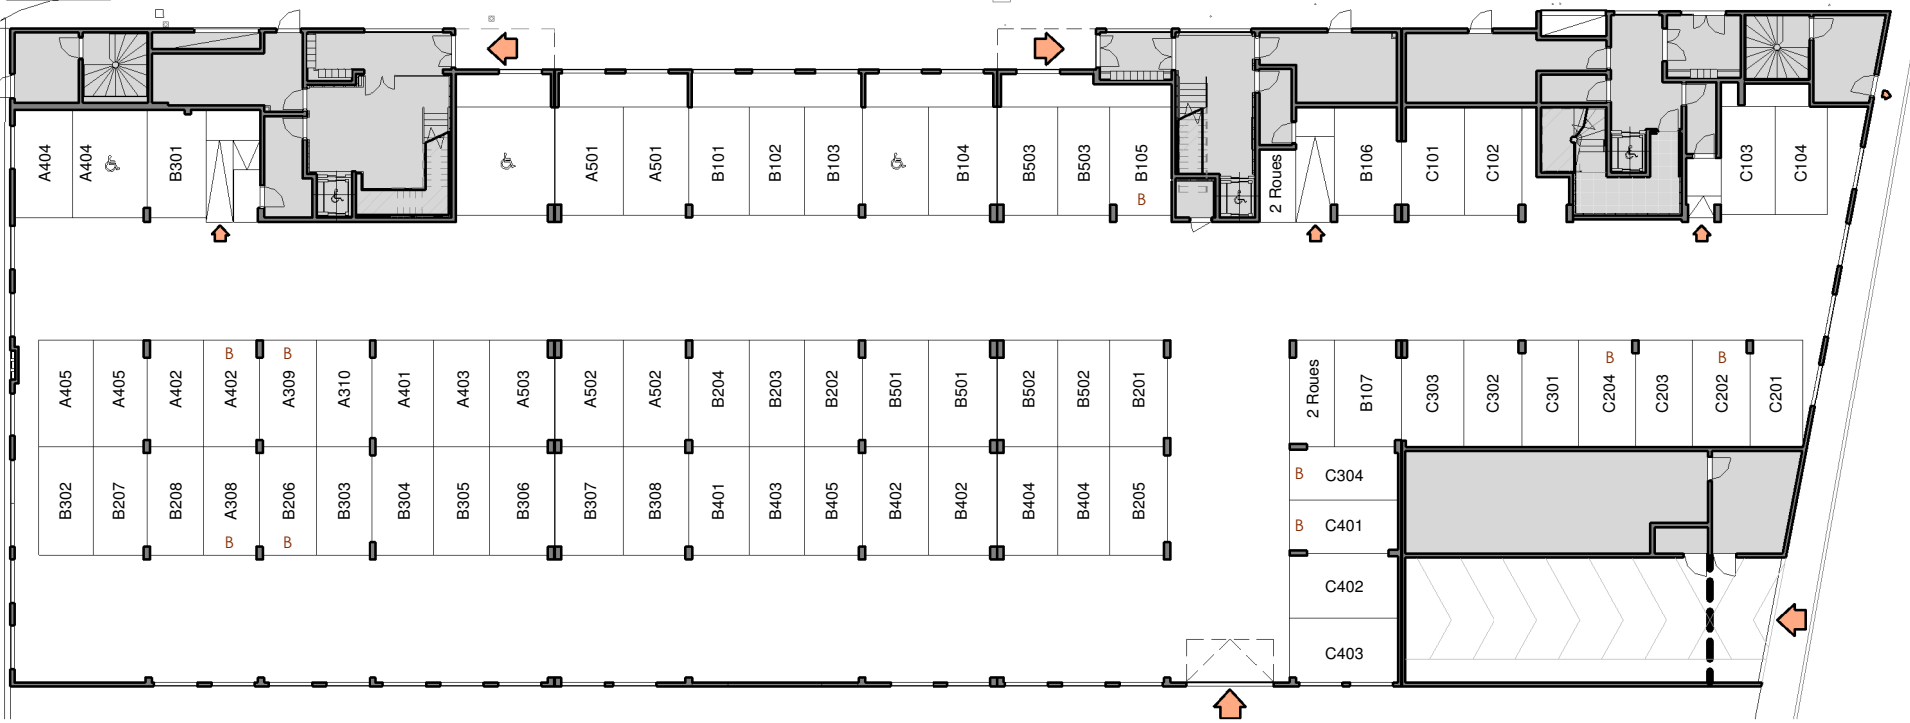 A404
A404
B301
A501
A501
B101
B102
B103
B104
B503
B503
B105
B
2 Roues
B106
C101
C102
C103
C104
A405
A405
A402
A402
B
A309
B
A310
A401
A403
A503
A502
A502
B204
B203
B202
B501
B501
B502
B502
B201
2 Roues
B107
C303
C302
C301
C204
B
C203
C202
B
C201
B302
B207
B208
A308
B
B206
B
B303
B304
B305
B306
B307
B308
B401
B403
B405
B402
B402
B404
B404
B205
B C304
B C401
C402
C403